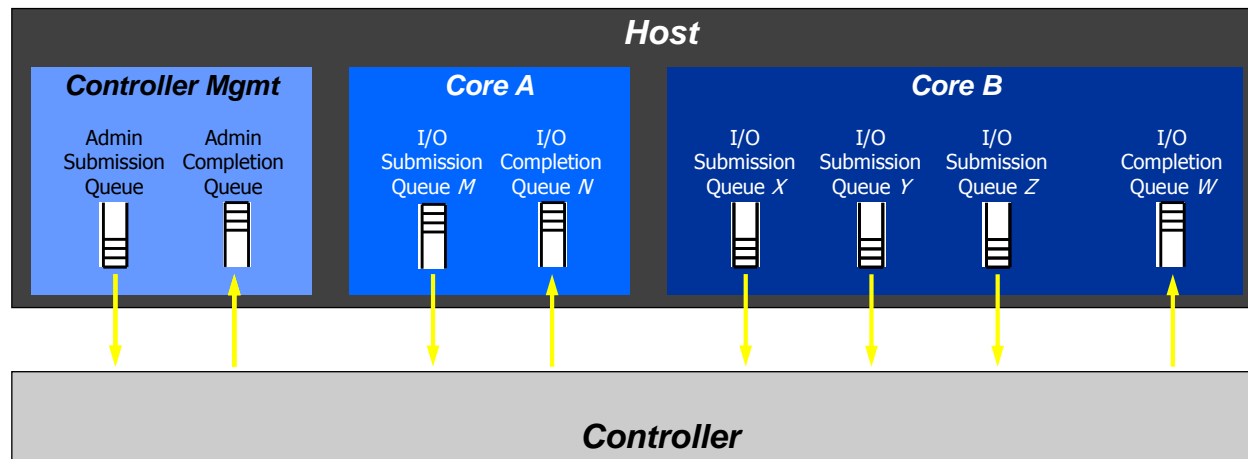 Host
Controller Mgmt
Admin
Submission
Queue
Admin
Completion
Queue
Core A
I/O
Submission
Queue M
I/O
Completion
Queue N
Core B
I/O
Submission
Queue X
I/O
Submission
Queue Y
I/O
Submission
Queue Z
I/O
Completion
Queue W
Controller